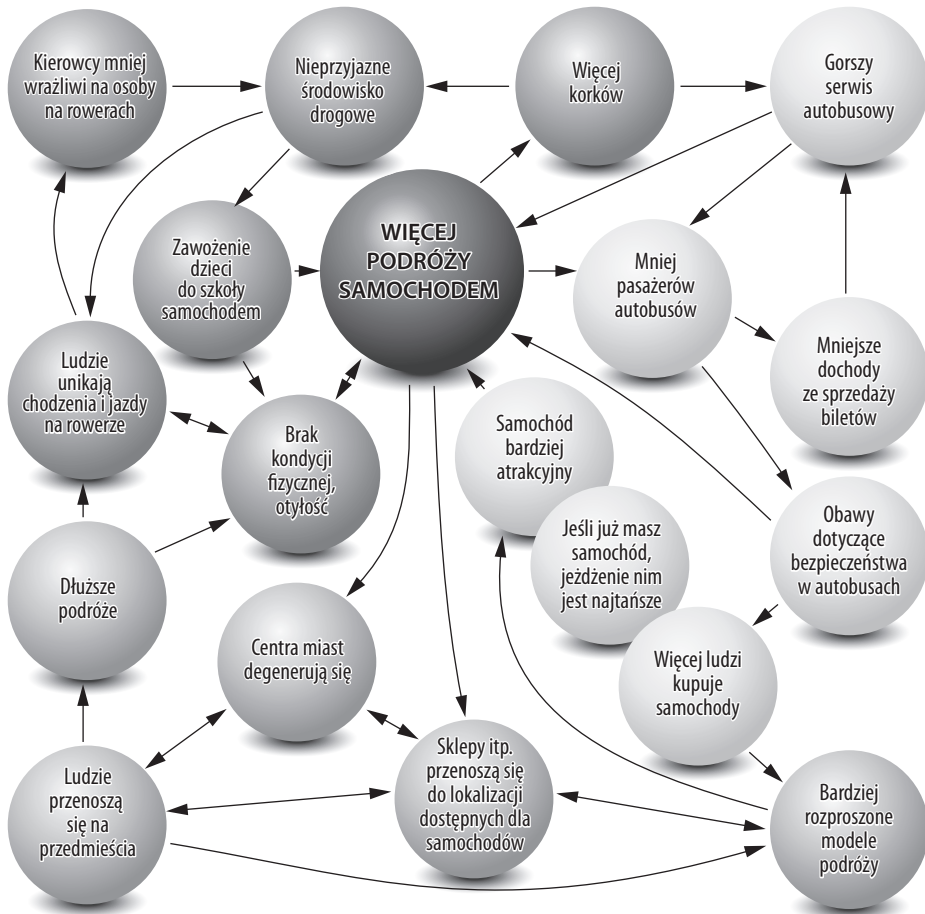 Kierowcy mniej
wrażliwi na osoby
na rowerach
Nieprzyjazne
środowisko
drogowe
Więcej
korków
Gorszy
serwis
autobusowy
Zawożenie
dzieci
do szkoły
samochodem
WIĘCEJ
PODRÓŻY
SAMOCHODEM
Mniej
pasażerów
autobusów
Mniejsze
dochody
ze sprzedaży
biletów
Ludzie
unikają
chodzenia i jazdy
na rowerze
Brak
kondycji
fizycznej,
otyłość
Samochód
bardziej
atrakcyjny
Jeśli już masz
samochód,
jeżdżenie nim
jest najtańsze
Obawy
dotyczące
bezpieczeństwa
w autobusach
Dłuższe
podróże
Centra miast
degenerują się
Więcej ludzi
kupuje
samochody
Ludzie
przenoszą
się na
przedmieścia
Sklepy itp.
przenoszą się
do lokalizacji
dostępnych dla
samochodów
Bardziej
rozproszone
modele
podróży